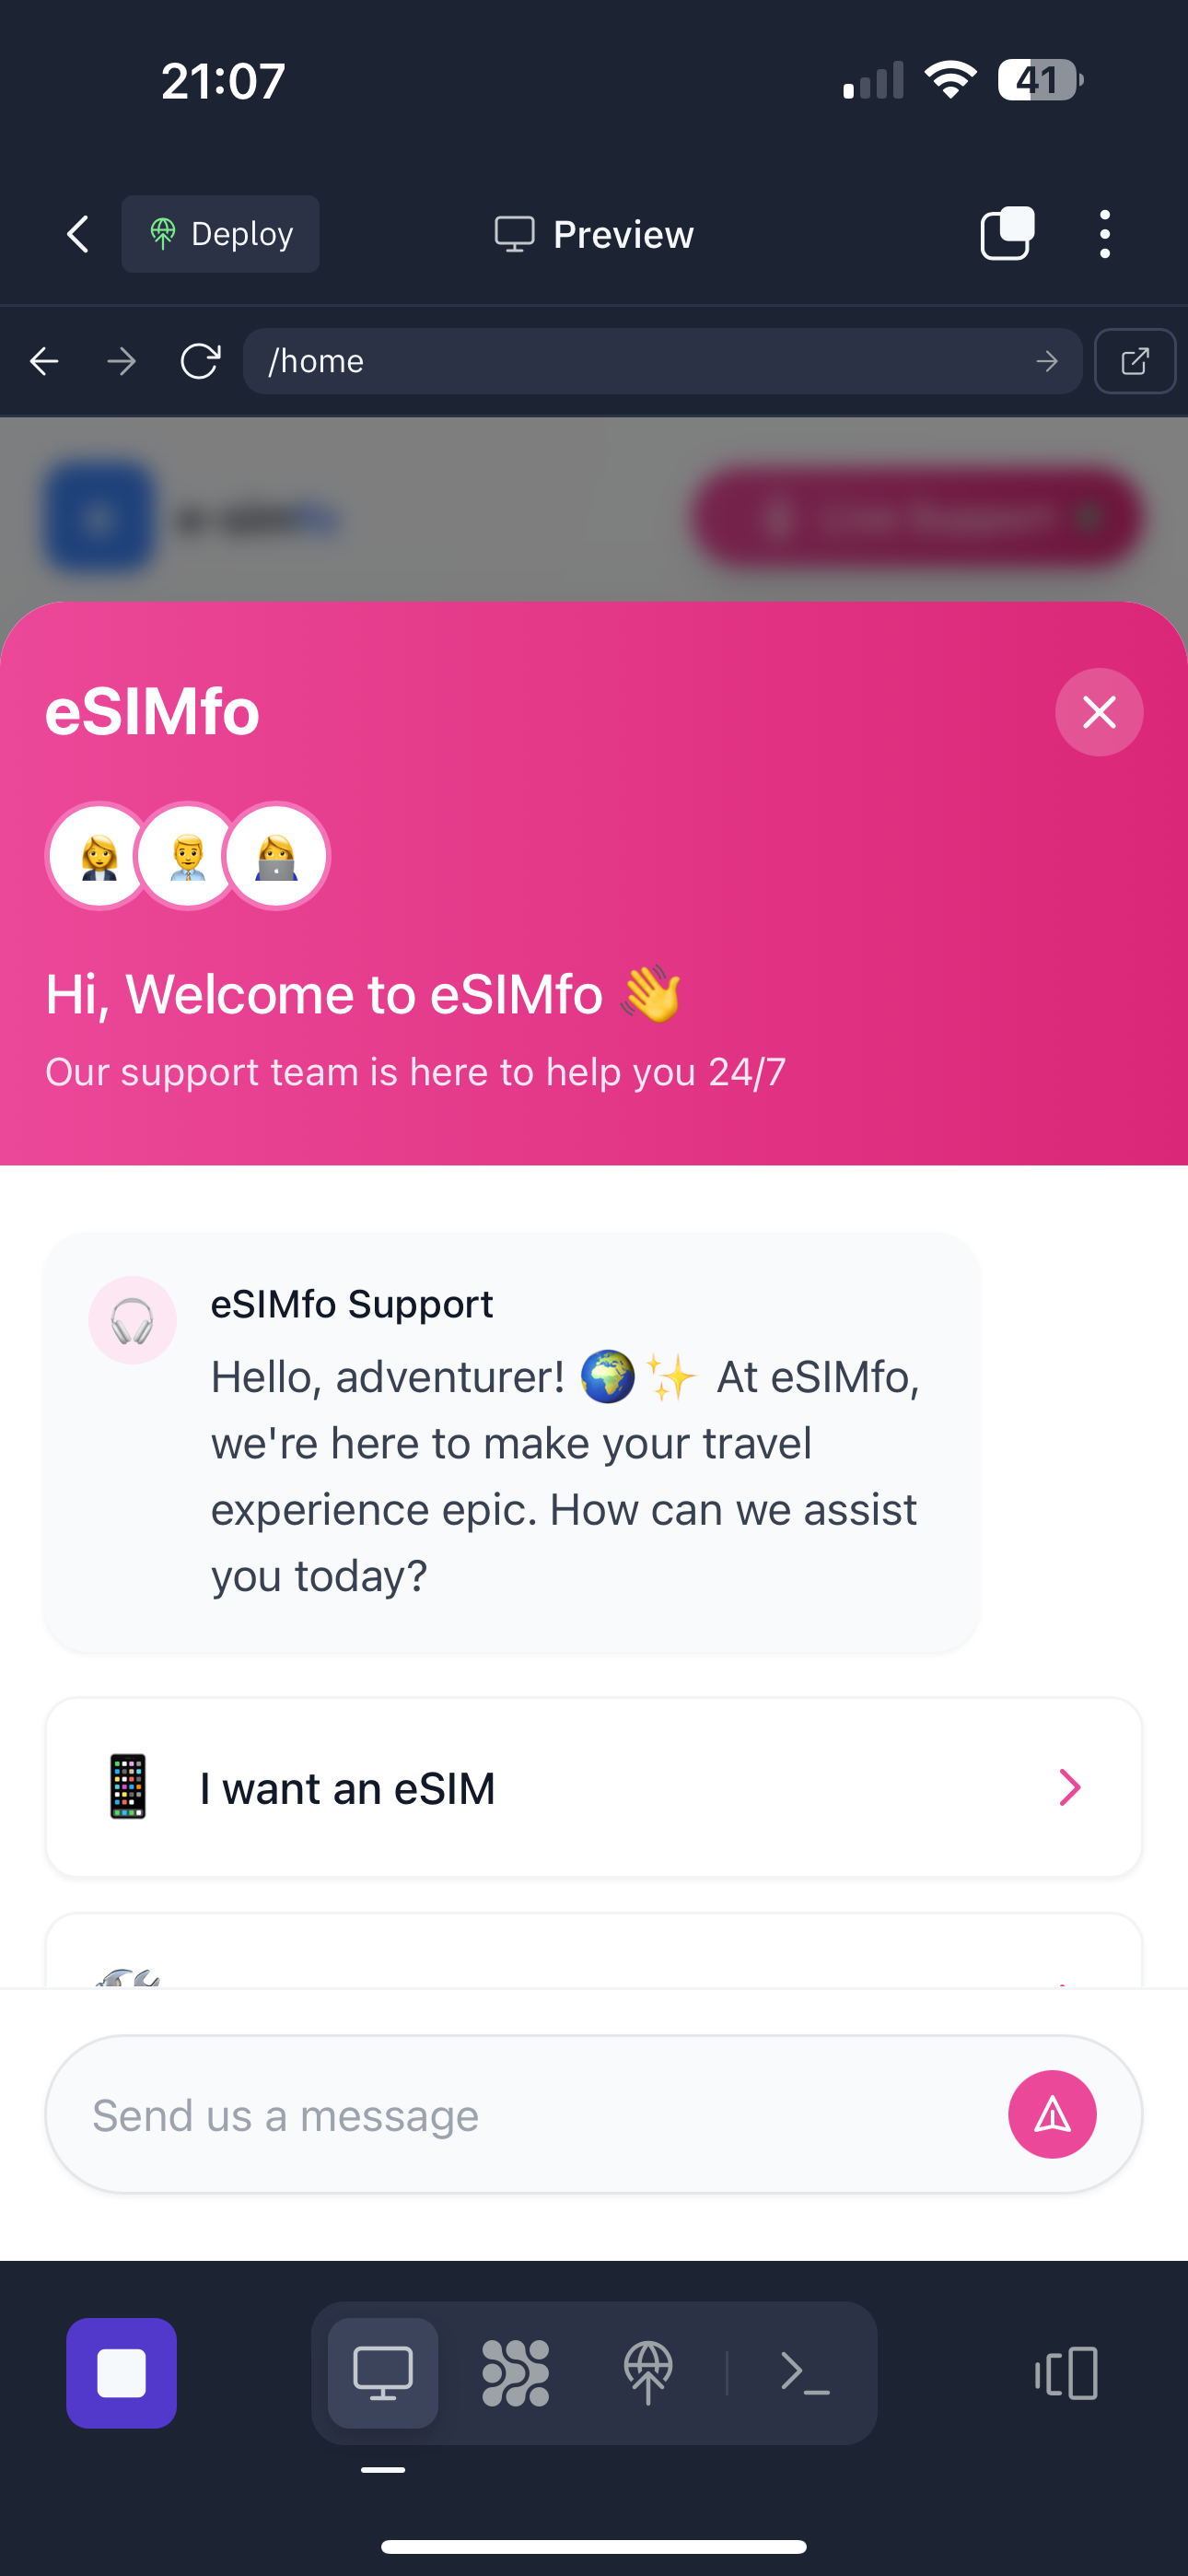 21:07
41
Deploy
Preview
/home
Live Support
eSIMfo
Hi, Welcome to eSIMfo 👋
Our support team is here to help you 24/7
eSIMfo Support
Hello, adventurer! 🌍✨ At eSIMfo,
we're here to make your travel
experience epic. How can we assist
you today?
I want an eSIM
Send us a message